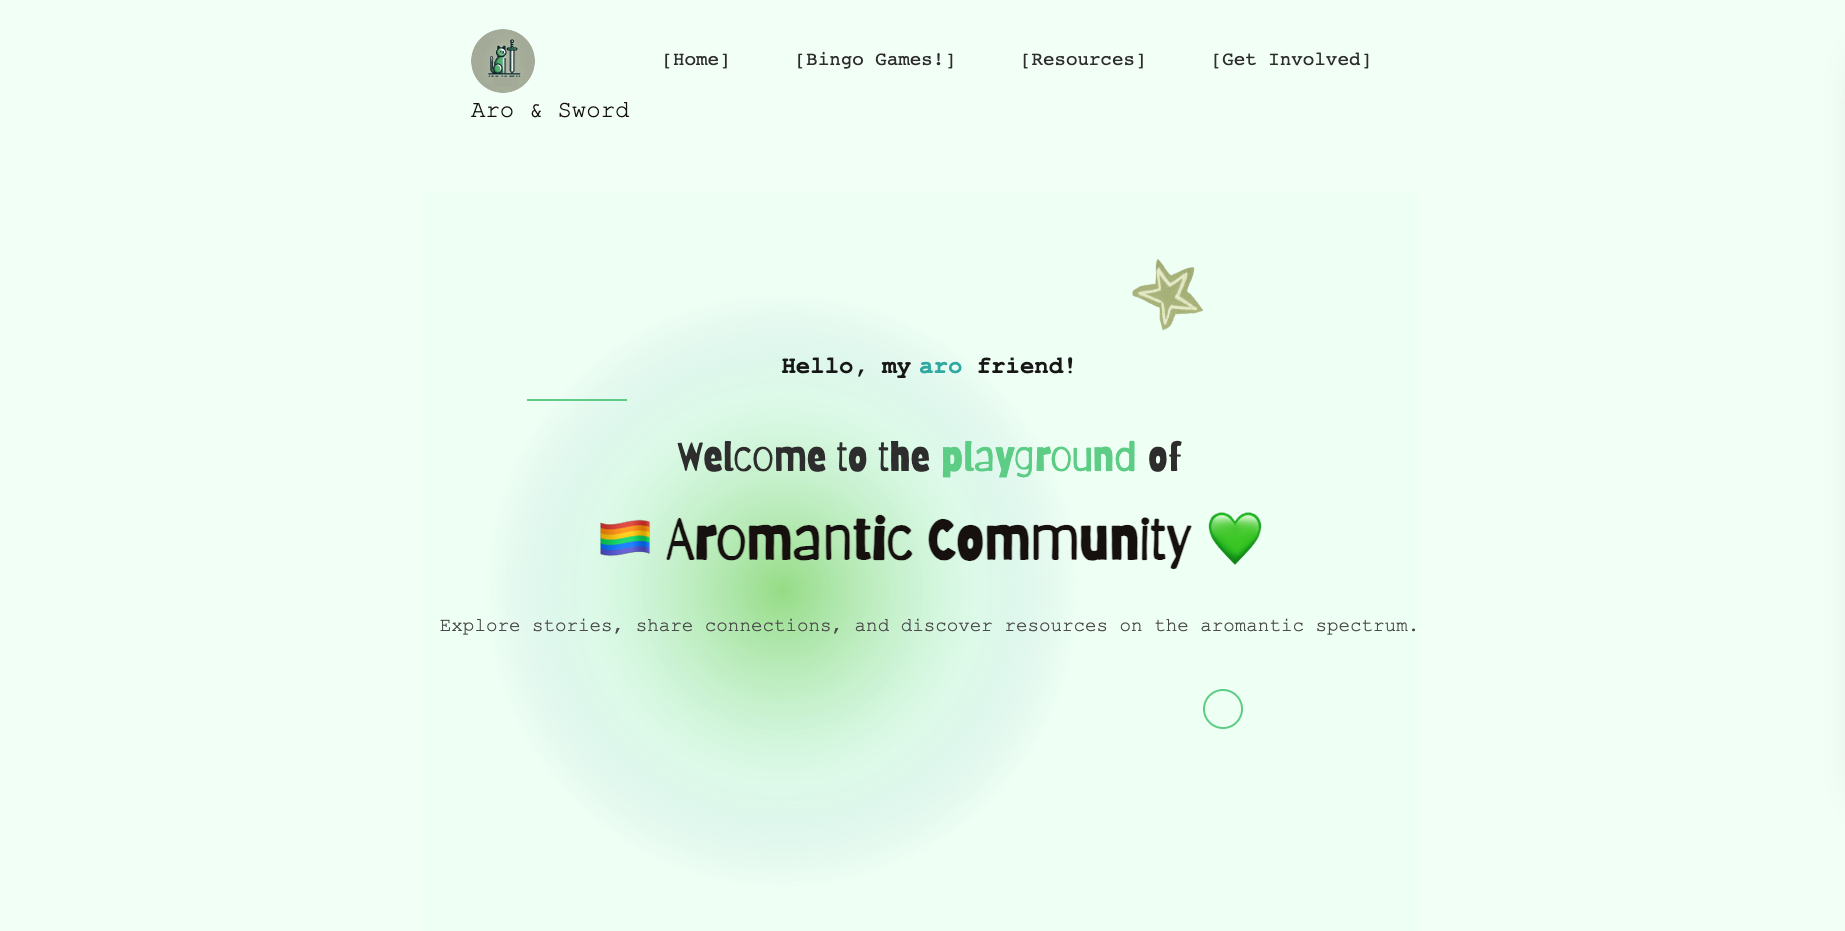 [Home] [Bingo Games!] [Resources] [Get Involved]
Aro & Sword
Hello, my aro friend!
Welcome to the playground of
🏳️‍🌈 Aromantic Community 💚
Explore stories, share connections, and discover resources on the aromantic spectrum.